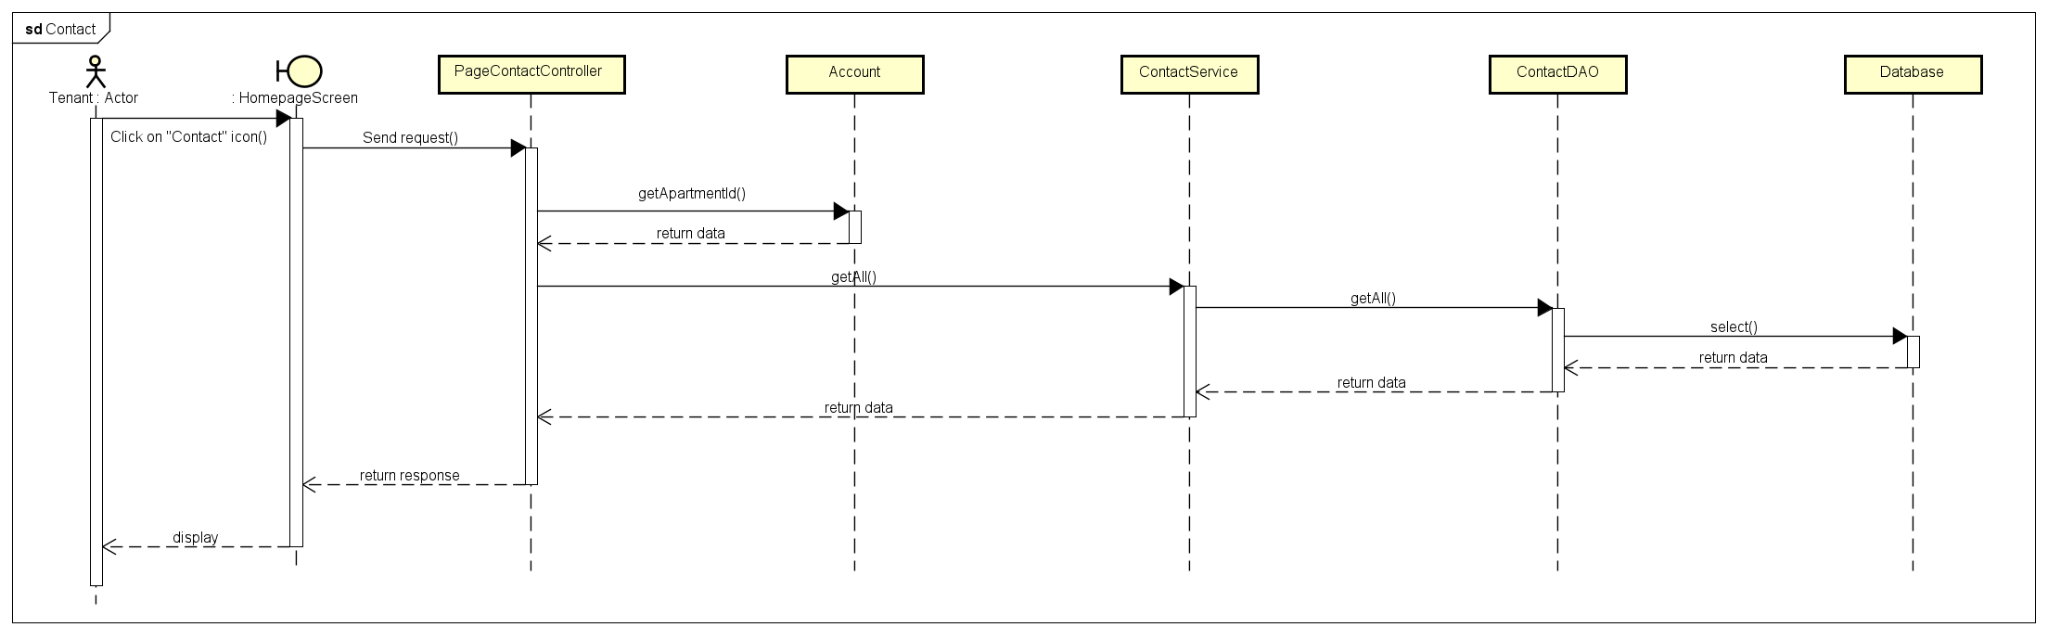 sd Contact
PageContactController
Account
ContactService
ContactDAO
Database
Tenant : Actor
: HomepageScreen
Click on "Contact" icon()
Send request()
getApartmentId()
return data
getAll()
getAll()
select()
return data
return data
return data
return response
display